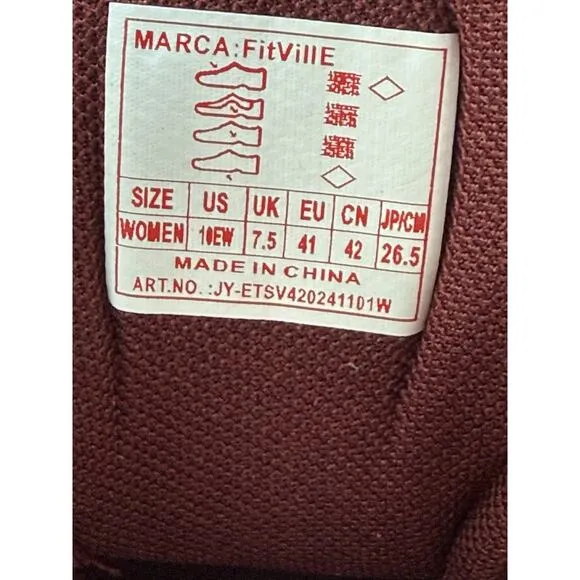 MARCA:FitVillE
SIZE US UK EU CN JP/CM
WOMEN 10EW 7.5 41 42 26.5
MADE IN CHINA
ART.NO.:JY-ETSV420241101W